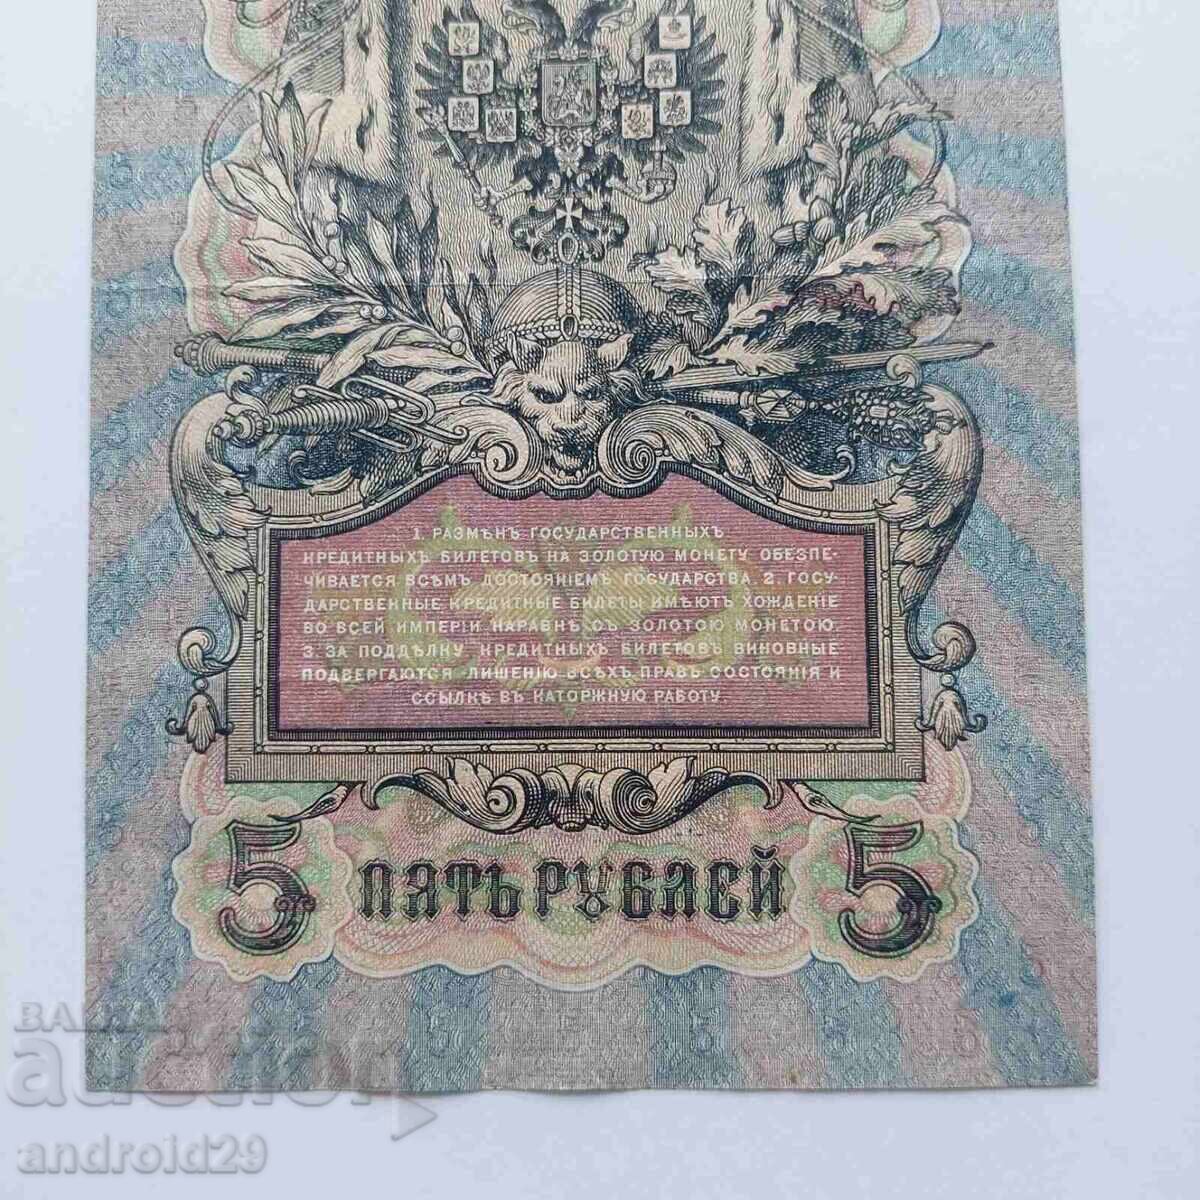 1. РАЗМѢНЪ ГОСУДАРСТВЕННЫХЪ
КРЕДИТНЫХЪ БИЛЕТОВЪ НА ЗОЛОТУЮ МОНЕТУ ОБЕЗПЕ-
ЧИВАЕТСЯ ВСѢМЪ ДОСТОЯНІЕМЪ ГОСУДАРСТВА. 2. ГОСУ-
ДАРСТВЕННЫЕ КРЕДИТНЫЕ БИЛЕТЫ ИМѢЮТЪ ХОЖДЕНІЕ
ВО ВСЕЙ ИМПЕРІИ НАРАВНѢ СЪ ЗОЛОТОЮ МОНЕТОЮ.
3. ЗА ПОДДѢЛКУ КРЕДИТНЫХЪ БИЛЕТОВЪ ВИНОВНЫЕ
ПОДВЕРГАЮТСЯ ЛИШЕНІЮ ВСѢХЪ ПРАВЪ СОСТОЯНІЯ И
ССЫЛКѢ ВЪ КАТОРЖНУЮ РАБОТУ.
5 ПЯТЬ РУБЛЕЙ 5
auction
android29